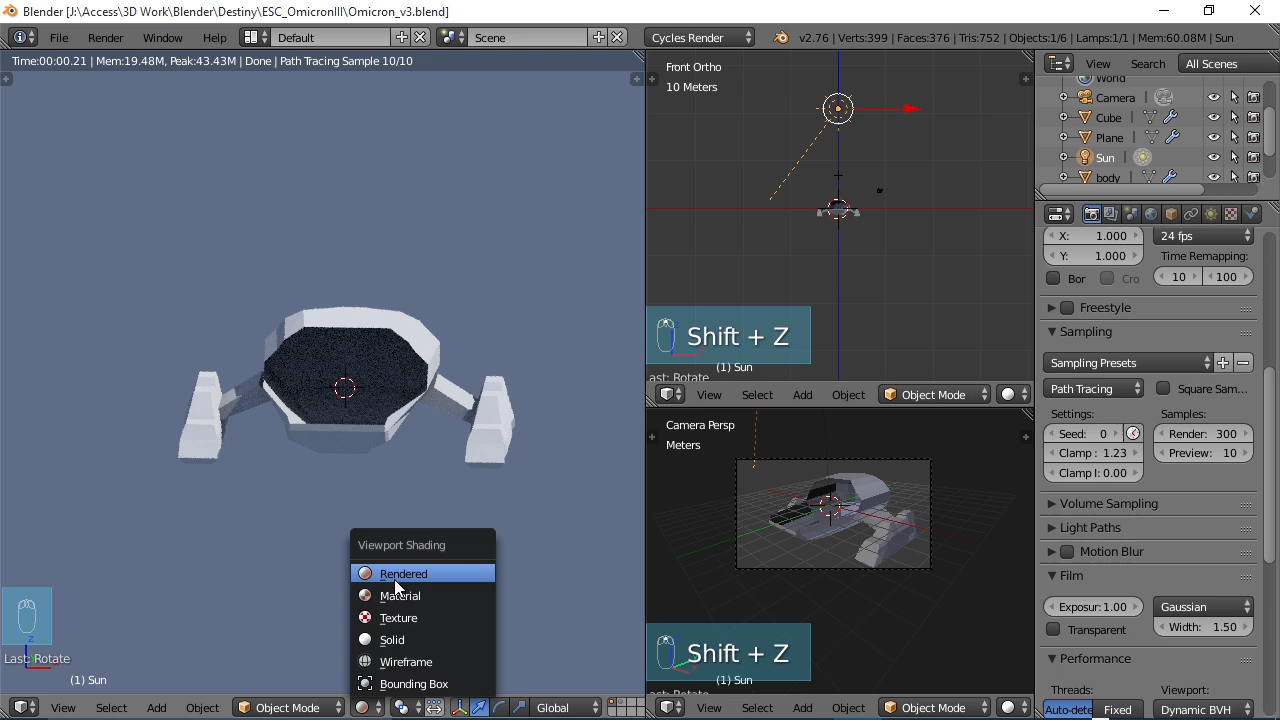 Blender [J:\Access\3D Work\Blender\Destiny\ESC_OmicronIII\Omicron_v3.blend]
File Render Window Help Default Scene Cycles Render v2.76 | Verts:399 | Faces:376 | Tris:752 | Objects:1/6 | Lamps:1/1 | Mem:60.08M | Sun
Time:00:00.21 | Mem:19.48M, Peak:43.43M | Done | Path Tracing Sample 10/10
Viewport Shading
Rendered
Material
Texture
Solid
Wireframe
Bounding Box
Last: Rotate
(1) Sun
View Select Add Object Object Mode Global
Front Ortho
10 Meters
Shift + Z
(1) Sun
ast: Rotate
View Select Add Object Object Mode
Camera Persp
Meters
Shift + Z
(1) Sun
View Select Add Object Object Mode
View Search All Scenes
World
Camera
Cube
Plane
Sun
body
X: 1.000 24 fps
Y: 1.000 Time Remapping:
Bor Cro 10 100
Freestyle
Sampling
Sampling Presets
Path Tracing Square Sam...
Settings: Samples:
Seed: 0 Render: 300
Clamp : 1.23 Preview: 10
Clamp I: 0.00
Volume Sampling
Light Paths
Motion Blur
Film
Exposur: 1.00 Gaussian
Transparent Width: 1.50
Performance
Threads: Viewport:
Auto-dete Fixed Dynamic BVH